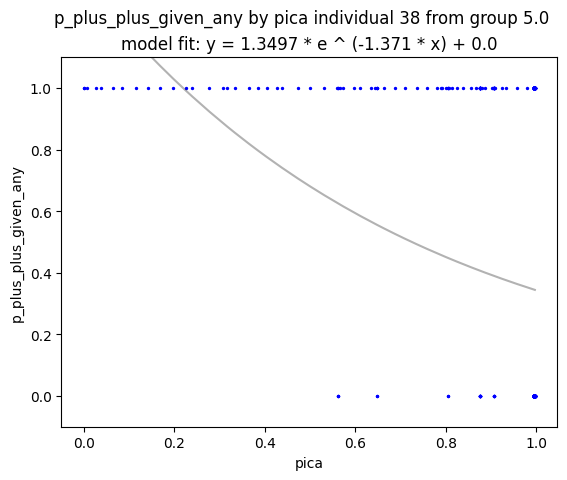 p_plus_plus_given_any by pica individual 38 from group 5.0
model fit: y = 1.3497 * e ^ (-1.371 * x) + 0.0
1.0
0.8
0.6
0.4
0.2
0.0
p_plus_plus_given_any
0.0 0.2 0.4 0.6 0.8 1.0
pica